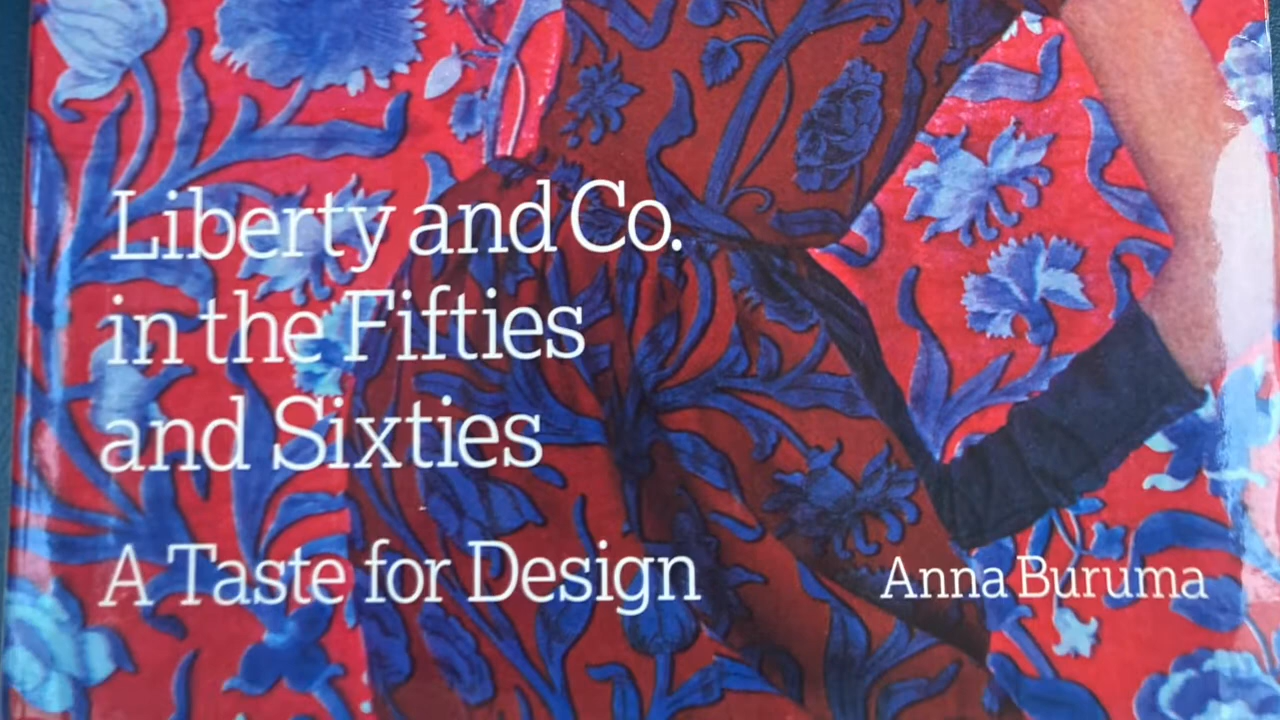 Liberty and Co.
in the Fifties
and Sixties
A Taste for Design
Anna Buruma